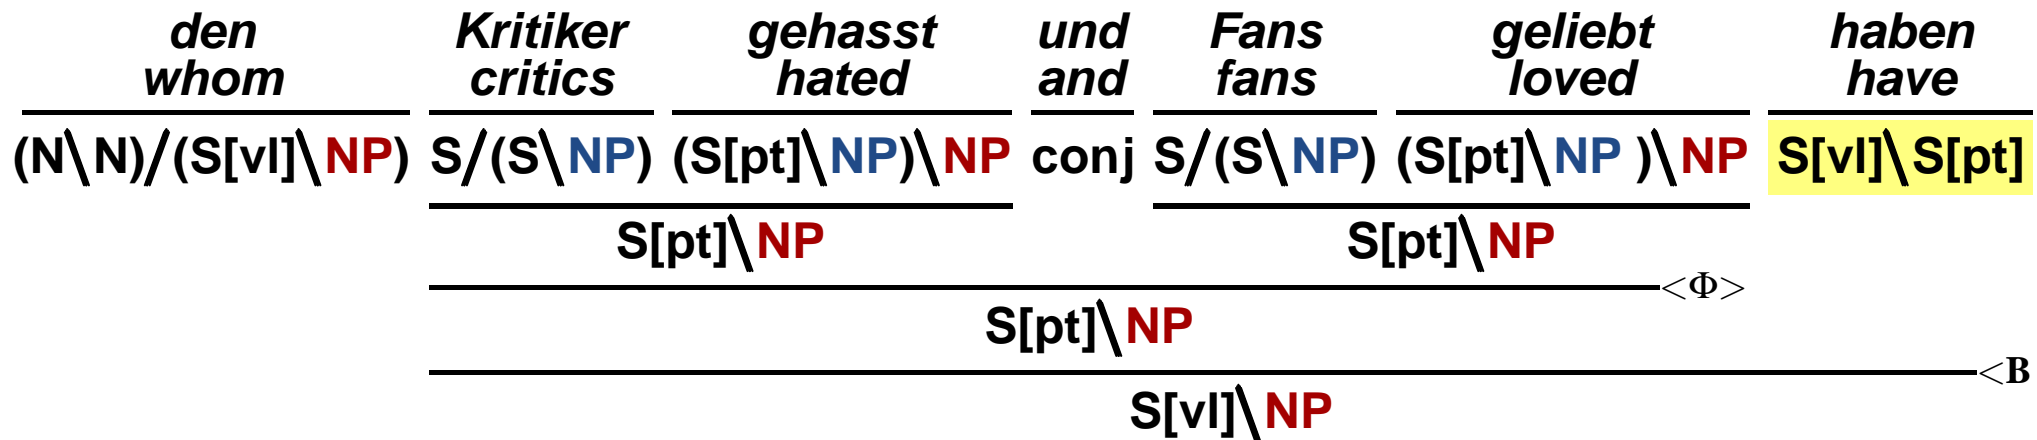 den Kritiker gehasst und Fans geliebt haben
whom critics hated and fans loved have
(N\N)/(S[vl]\NP) S/(S\NP) (S[pt]\NP)\NP conj S/(S\NP) (S[pt]\NP )\NP S[vl]\S[pt]
S[pt]\NP S[pt]\NP
<Φ>
S[pt]\NP
<B
S[vl]\NP